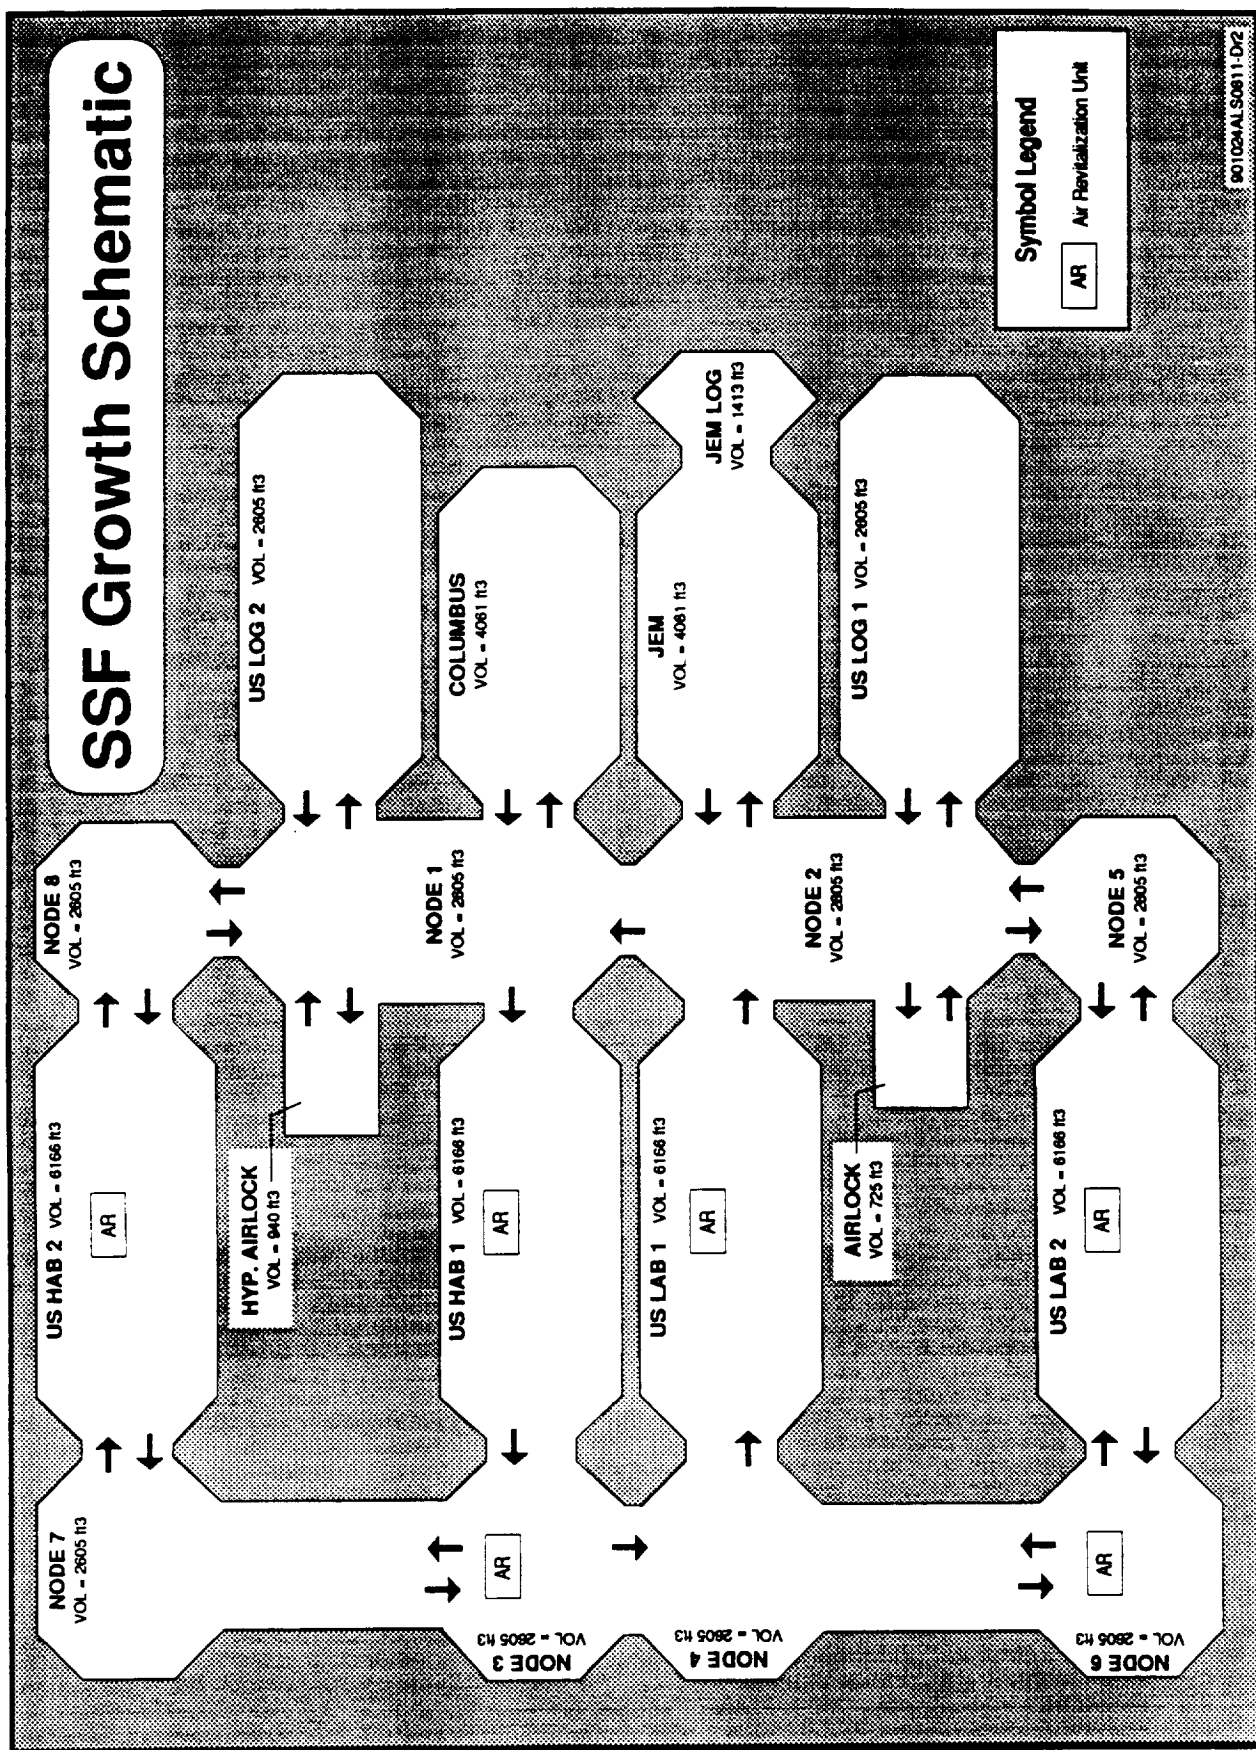 SSF Growth Schematic
NODE 7
VOL = 2605 ft3
US HAB 2 VOL = 6166 ft3
AR
NODE 8
VOL = 2605 ft3
HYP. AIRLOCK
VOL = 940 ft3
US LOG 2 VOL = 2605 ft3
NODE 3
VOL = 2605 ft3
AR
US HAB 1 VOL = 6166 ft3
AR
NODE 1
VOL = 2605 ft3
COLUMBUS
VOL = 4061 ft3
NODE 4
VOL = 2605 ft3
US LAB 1 VOL = 6166 ft3
AR
JEM
VOL = 4061 ft3
JEM LOG
VOL = 1413 ft3
AIRLOCK
VOL = 725 ft3
NODE 2
VOL = 2605 ft3
US LOG 1 VOL = 2605 ft3
NODE 6
VOL = 2605 ft3
AR
US LAB 2 VOL = 6166 ft3
AR
NODE 5
VOL = 2605 ft3
Symbol Legend
AR Air Revitalization Unit
901024ALS0811-Dr2